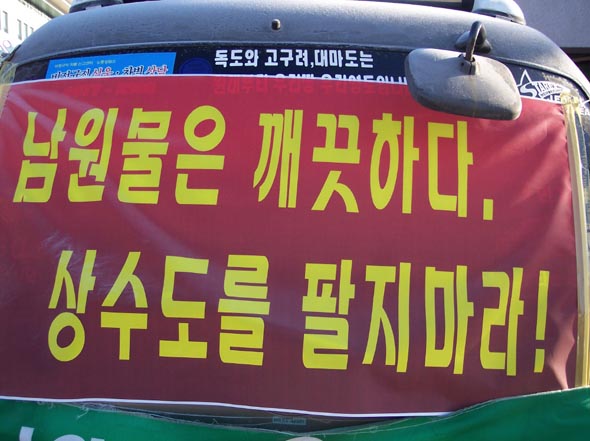 독도와 고구려,대마도는
남원물은 깨끗하다.
상수도를 팔지마라!